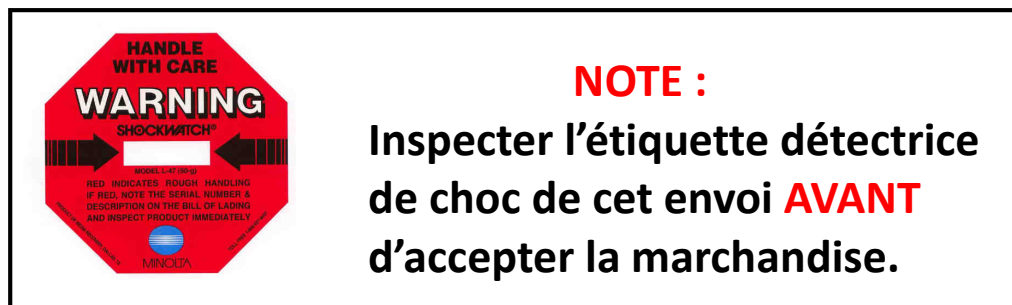 HANDLE
WITH CARE
WARNING
SHOCKWATCH®
MODEL L-47 (50-g)
RED INDICATES ROUGH HANDLING
IF RED, NOTE THE SERIAL NUMBER &
DESCRIPTION ON THE BILL OF LADING
AND INSPECT PRODUCT IMMEDIATELY
MINOLTA
NOTE :
Inspecter l’étiquette détectrice
de choc de cet envoi AVANT
d’accepter la marchandise.